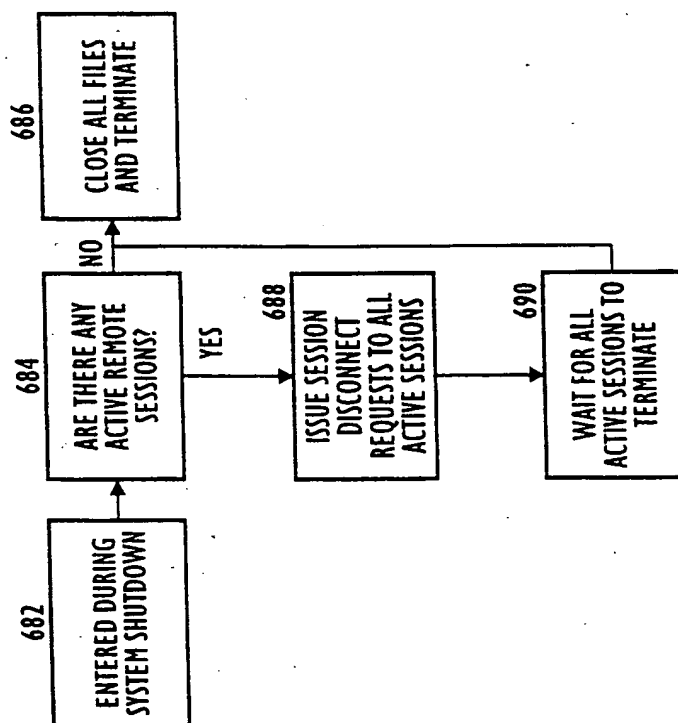 682
ENTERED DURING
SYSTEM SHUTDOWN
684
ARE THERE ANY
ACTIVE REMOTE
SESSIONS?
NO
686
CLOSE ALL FILES
AND TERMINATE
YES
688
ISSUE SESSION
DISCONNECT
REQUESTS TO ALL
ACTIVE SESSIONS
690
WAIT FOR ALL
ACTIVE SESSIONS TO
TERMINATE